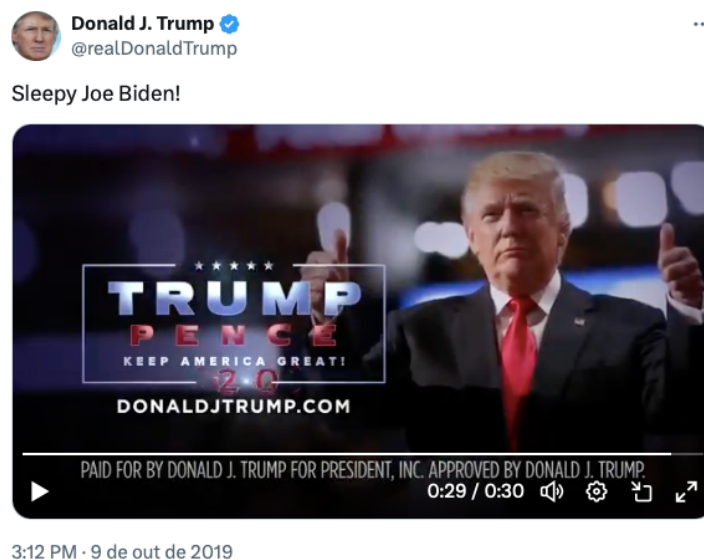 Donald J. Trump
@realDonaldTrump
Sleepy Joe Biden!
TRUMP
PENCE
KEEP AMERICA GREAT!
20
DONALDJTRUMP.COM
PAID FOR BY DONALD J. TRUMP FOR PRESIDENT, INC. APPROVED BY DONALD J. TRUMP.
0:29 / 0:30
3:12 PM · 9 de out de 2019